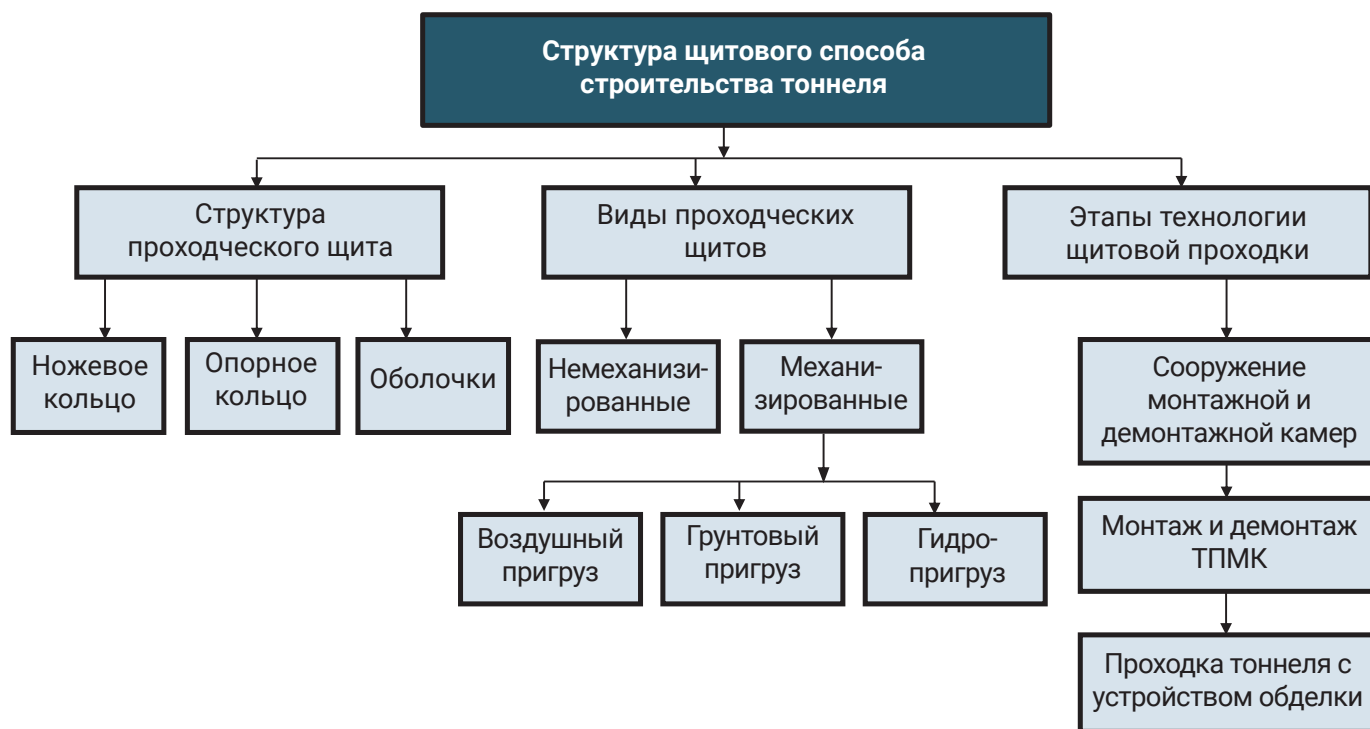 Структура щитового способа
строительства тоннеля
Структура
проходческого щита
Виды проходческих
щитов
Этапы технологии
щитовой проходки
Ножевое
кольцо
Опорное
кольцо
Оболочки
Немеханизи-
рованные
Механи-
зированные
Сооружение
монтажной и
демонтажной камер
Воздушный
пригруз
Грунтовый
пригруз
Гидро-
пригруз
Монтаж и демонтаж
ТПМК
Проходка тоннеля с
устройством обделки